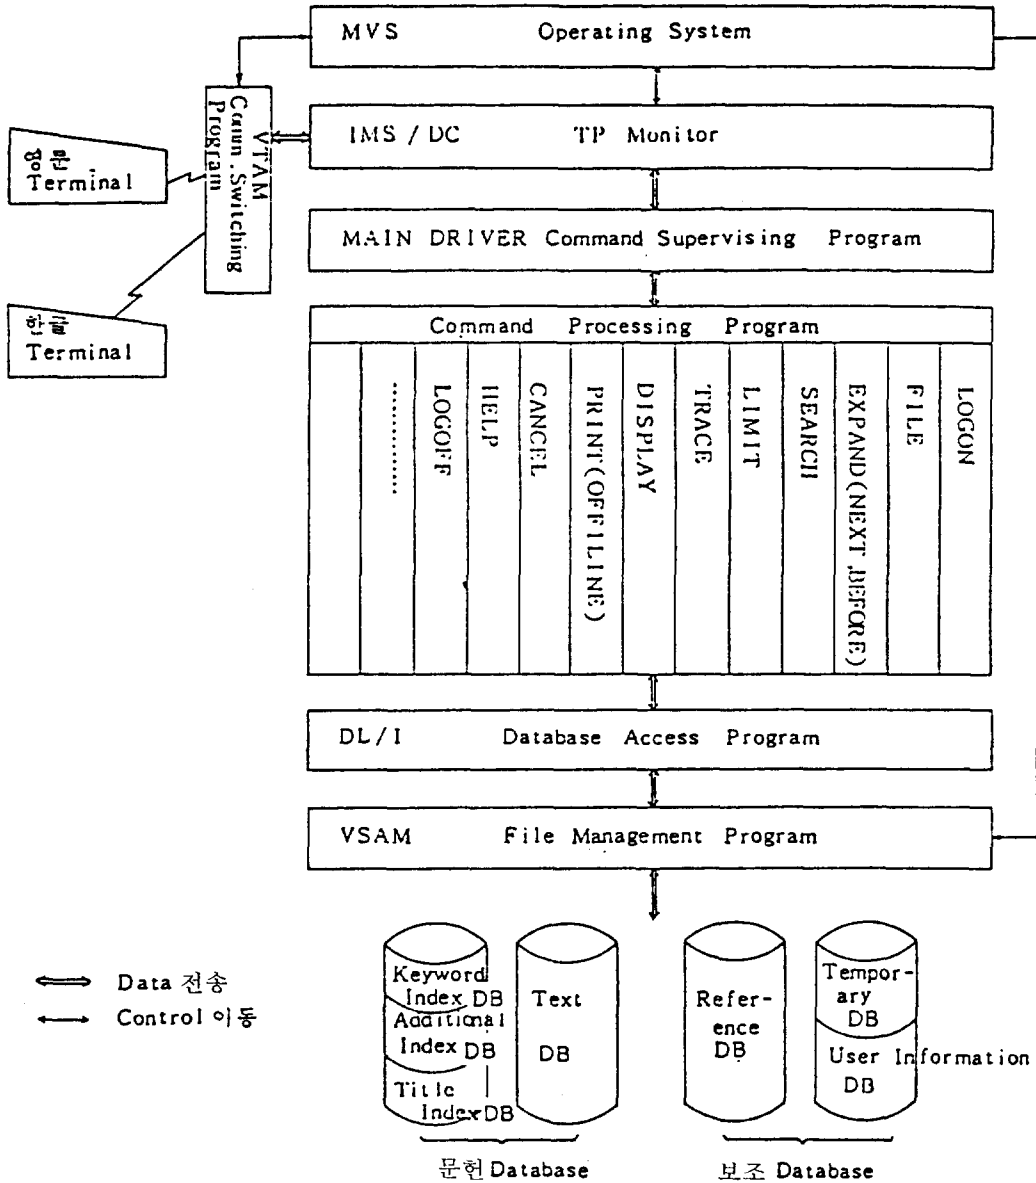 MVS Operating System
IMS / DC TP Monitor
VTAM
Comm. Switching
Program
영문
Terminal
한글
Terminal
MAIN DRIVER Command Supervising Program
Command Processing Program
.............
LOGOFF
HELP
CANCEL
PRINT(OFFILINE)
DISPLAY
TRACE
LIMIT
SEARCH
EXPAND(NEXT,BEFORE)
FILE
LOGON
DL/I Database Access Program
VSAM File Management Program
Keyword
Index DB
Additional
Index DB
Title
Index DB
Text
DB
Refer-
ence
DB
Tempor-
ary
DB
User Information
DB
Data 전송
Control 이동
문헌 Database
보조 Database